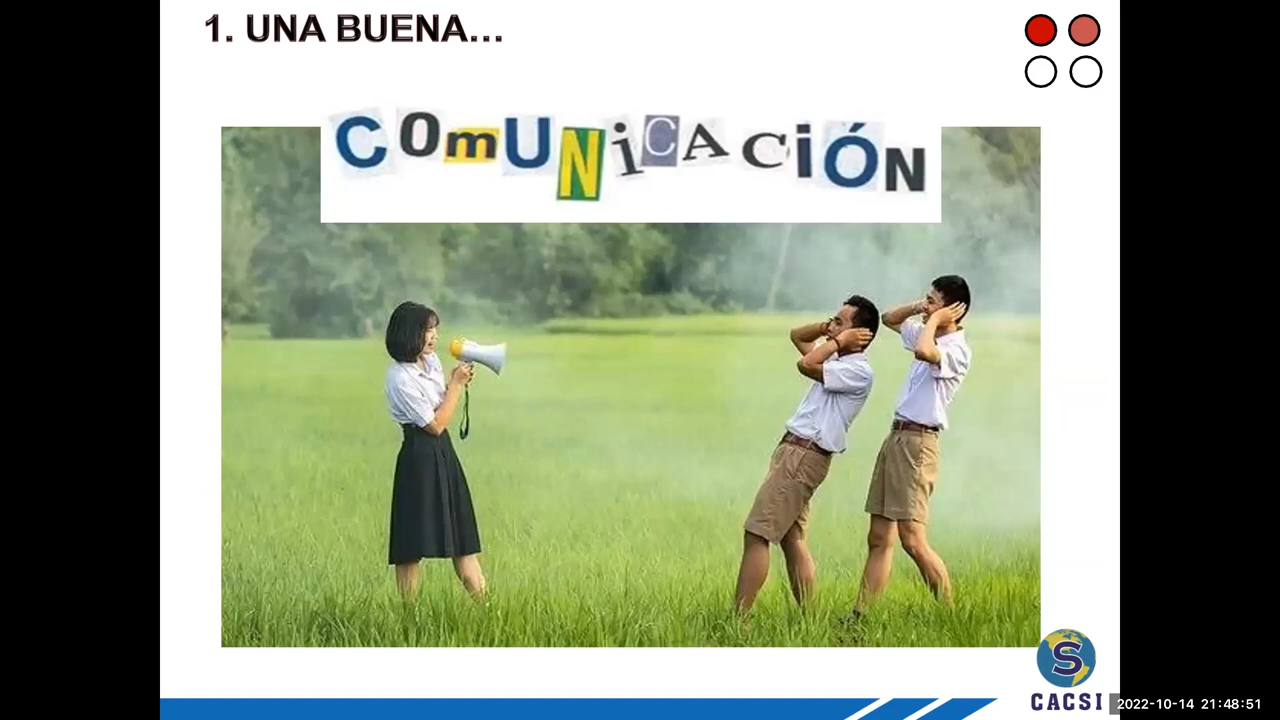 1. UNA BUENA...
COmUNiCACiÓN
S
CACSI
2022-10-14 21:48:51